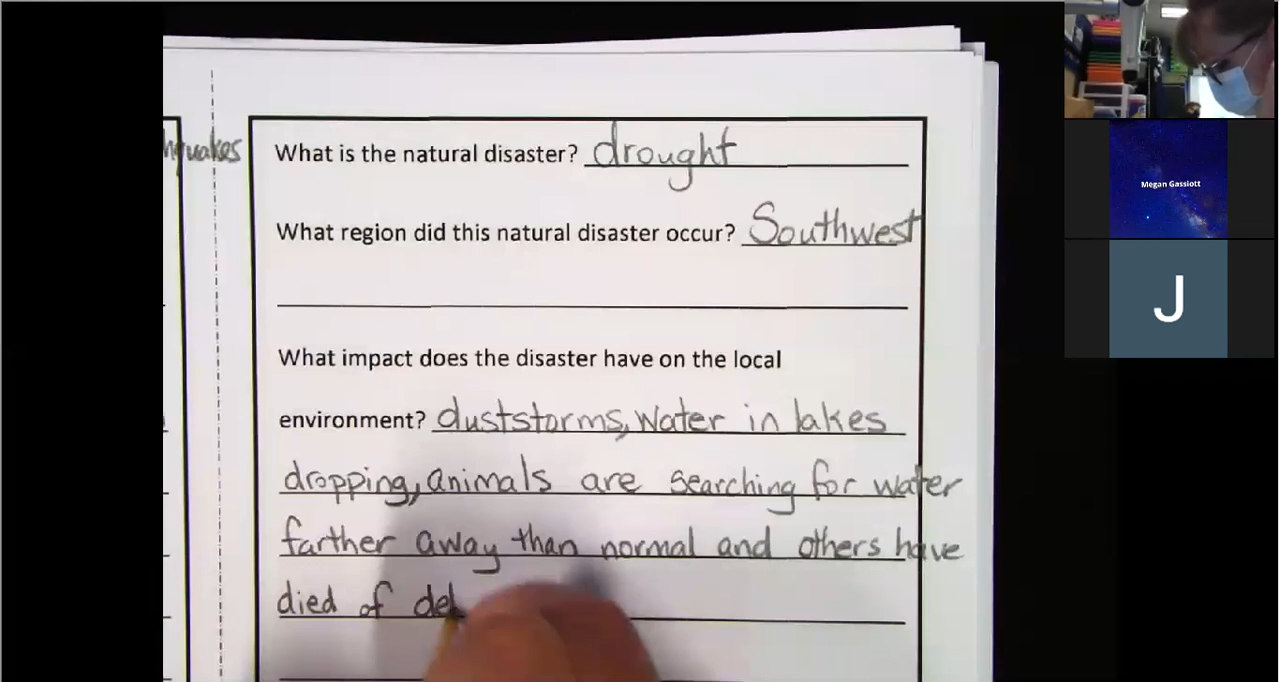 hquakes
What is the natural disaster? drought
What region did this natural disaster occur? Southwest
What impact does the disaster have on the local
environment? duststorms, water in lakes
dropping, animals are searching for water
farther away than normal and others have
died of deh
Megan Gassiott
J